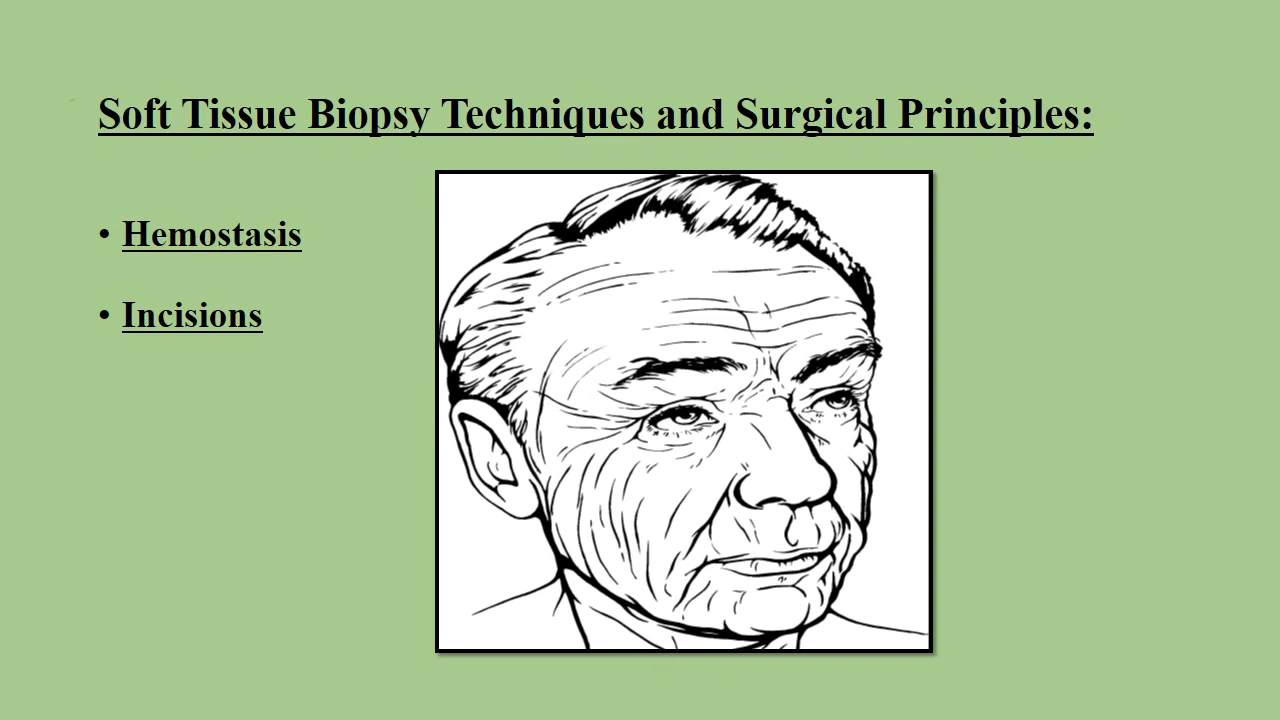 Soft Tissue Biopsy Techniques and Surgical Principles:
• Hemostasis
• Incisions